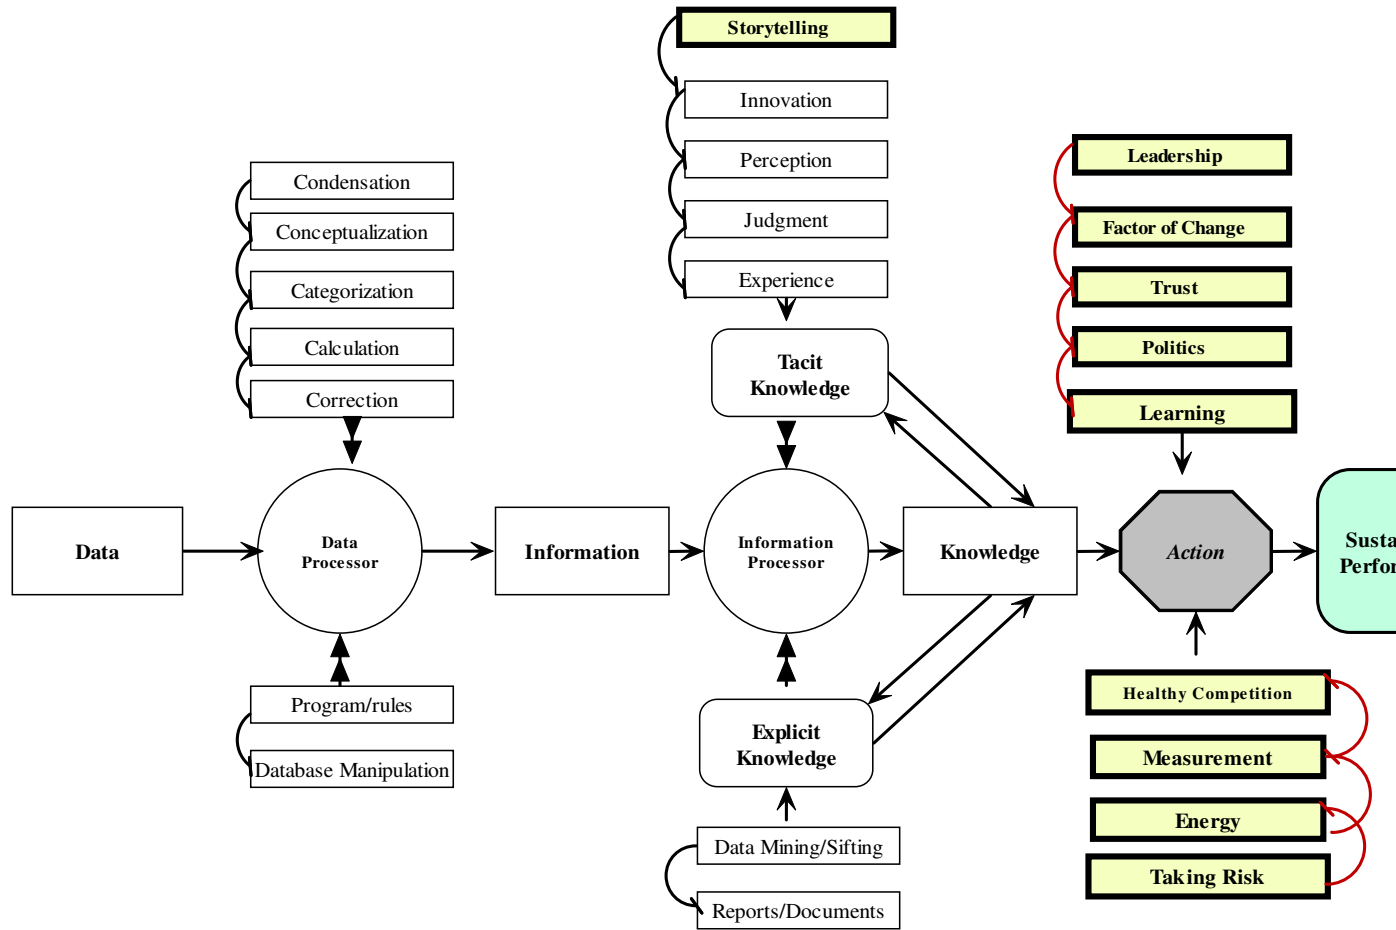 Storytelling
Innovation
Perception
Judgment
Experience
Condensation
Conceptualization
Categorization
Calculation
Correction
Leadership
Factor of Change
Trust
Politics
Learning
Tacit
Knowledge
Data
Data
Processor
Information
Information
Processor
Knowledge
Action
Susta
Perfor
Program/rules
Database Manipulation
Explicit
Knowledge
Data Mining/Sifting
Reports/Documents
Healthy Competition
Measurement
Energy
Taking Risk